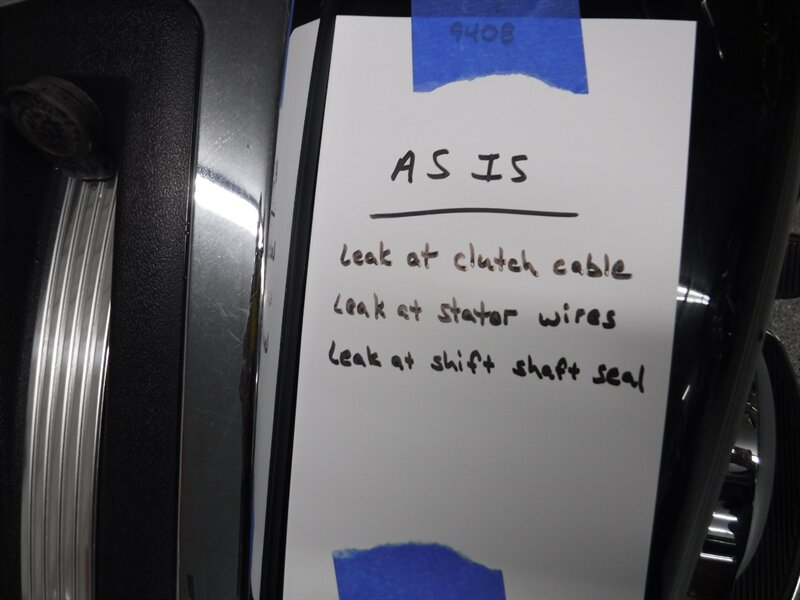 9408
AS IS
Leak at clutch cable
Leak at stator wires
Leak at shift shaft seal